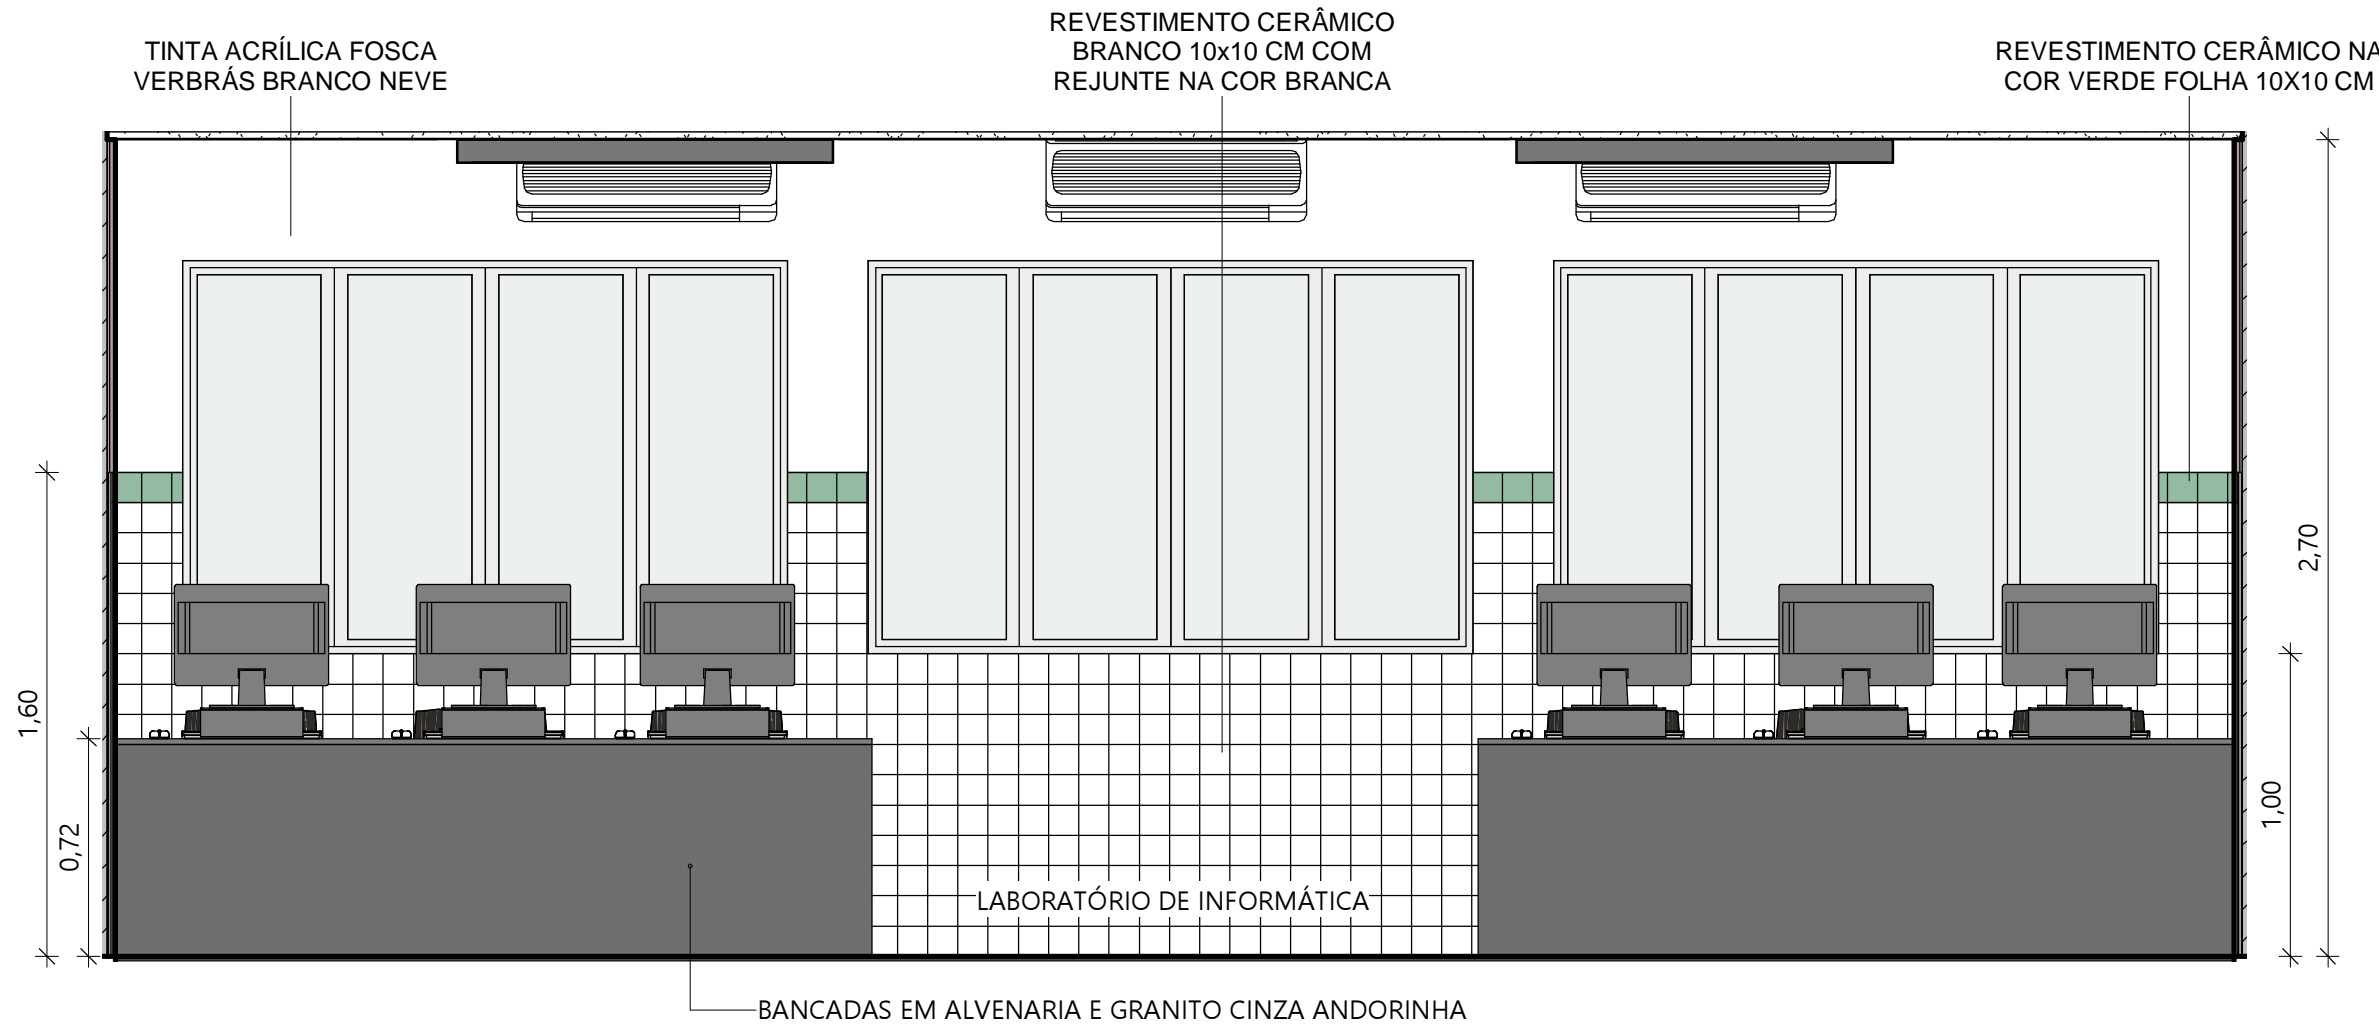 TINTA ACRÍLICA FOSCA
VERBRÁS BRANCO NEVE
REVESTIMENTO CERÂMICO
BRANCO 10x10 CM COM
REJUNTE NA COR BRANCA
REVESTIMENTO CERÂMICO NA
COR VERDE FOLHA 10X10 CM
1,60
0,72
2,70
1,00
LABORATÓRIO DE INFORMÁTICA
BANCADAS EM ALVENARIA E GRANITO CINZA ANDORINHA